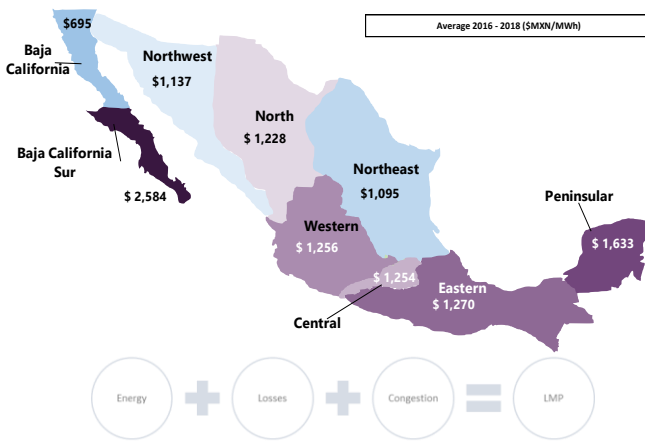 Average 2016 - 2018 ($MXN/MWh)
$695
Baja
California
Northwest
$1,137
North
$ 1,228
Baja California
Sur
$ 2,584
Northeast
$1,095
Peninsular
$ 1,633
Western
$ 1,256
$ 1,254
Central
Eastern
$ 1,270
Energy
Losses
Congestion
LMP